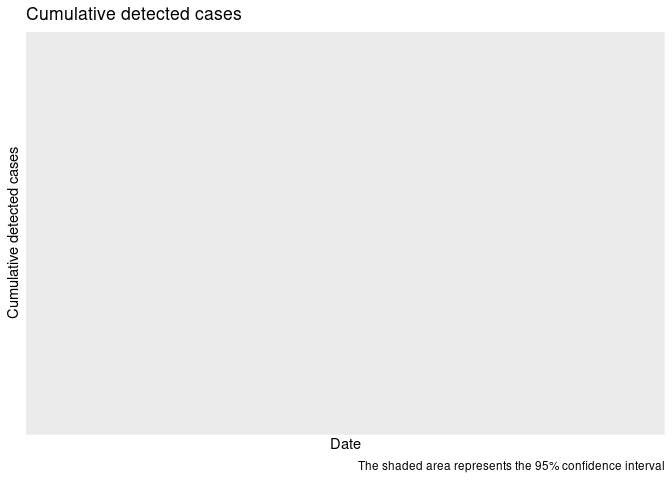 Cumulative detected cases
Cumulative detected cases
Date
The shaded area represents the 95% confidence interval